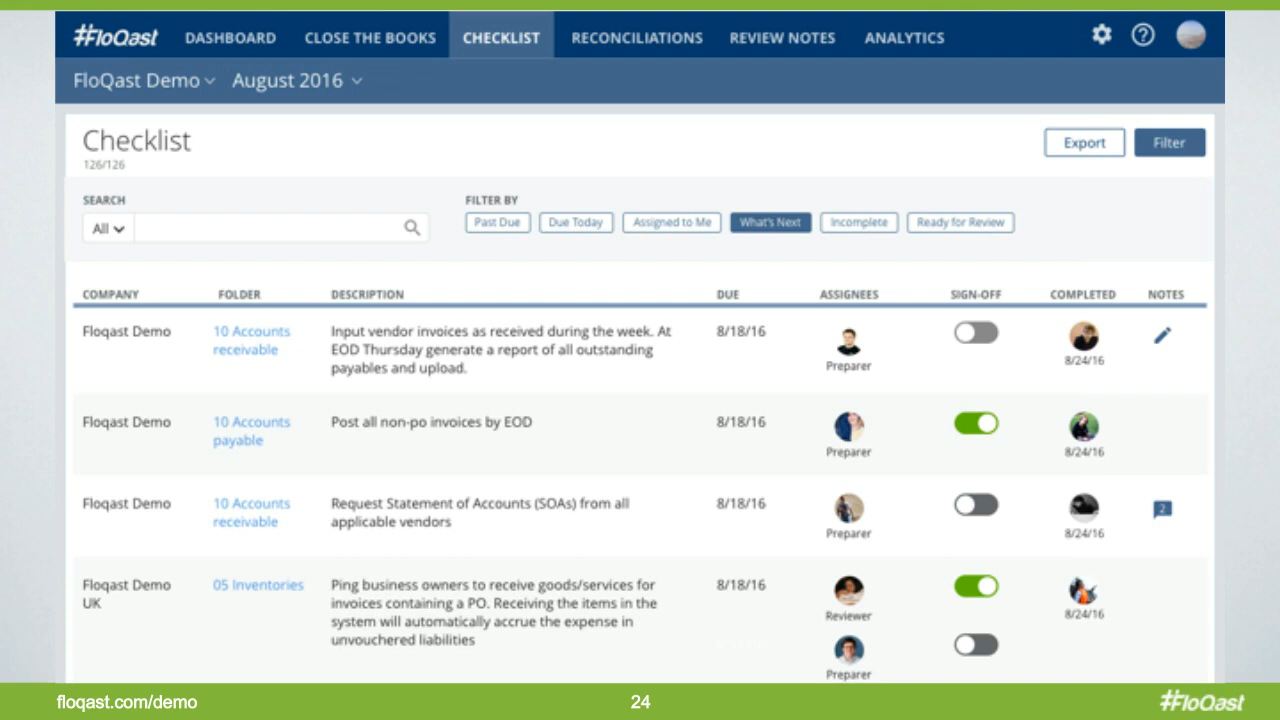 #FloQast DASHBOARD CLOSE THE BOOKS CHECKLIST RECONCILIATIONS REVIEW NOTES ANALYTICS ?
FloQast Demo August 2016
Checklist
126/126
Export Filter
SEARCH
All
FILTER BY
Past Due Due Today Assigned to Me What's Next Incomplete Ready for Review
COMPANY FOLDER DESCRIPTION DUE ASSIGNEES SIGN-OFF COMPLETED NOTES
Floqast Demo 10 Accounts Input vendor invoices as received during the week. At 8/18/16
receivable EOD Thursday generate a report of all outstanding
payables and upload. Preparer 8/24/16
Floqast Demo 10 Accounts Post all non-po invoices by EOD 8/18/16
payable
Preparer 8/24/16
Floqast Demo 10 Accounts Request Statement of Accounts (SOAs) from all 8/18/16 2
receivable applicable vendors
Preparer 8/24/16
Floqast Demo 05 Inventories Ping business owners to receive goods/services for 8/18/16
UK invoices containing a PO. Receiving the items in the
system will automatically accrue the expense in Reviewer 8/24/16
unvouchered liabilities
Preparer
floqast.com/demo 24 #FloQast